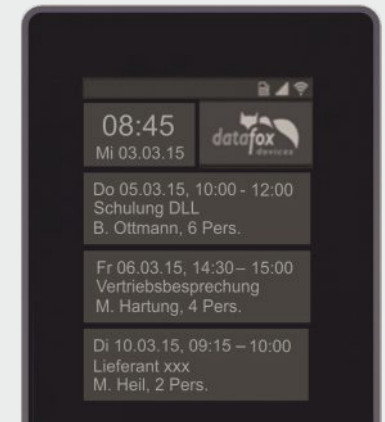 08:45
Mi 03.03.15
datafox
devices
Do 05.03.15, 10:00 - 12:00
Schulung DLL
B. Ottmann, 6 Pers.
Fr 06.03.15, 14:30 – 15:00
Vertriebsbesprechung
M. Hartung, 4 Pers.
Di 10.03.15, 09:15 – 10:00
Lieferant xxx
M. Heil, 2 Pers.